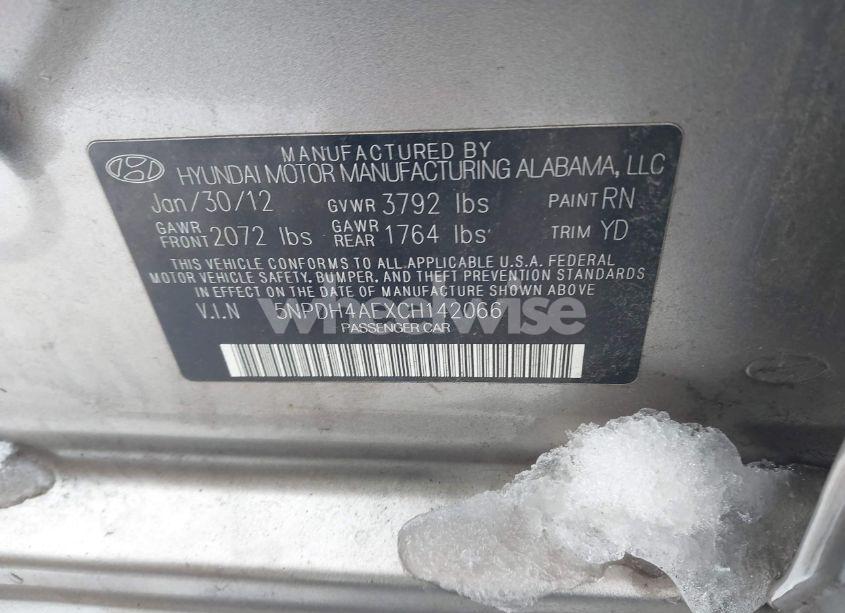 MANUFACTURED BY
HYUNDAI MOTOR MANUFACTURING ALABAMA, LLC
Jan/30/12 GVWR 3792 lbs PAINT RN
GAWR FRONT 2072 lbs GAWR REAR 1764 lbs TRIM YD
THIS VEHICLE CONFORMS TO ALL APPLICABLE U.S.A. FEDERAL
MOTOR VEHICLE SAFETY, BUMPER, AND THEFT PREVENTION STANDARDS
IN EFFECT ON THE DATE OF MANUFACTURE SHOWN ABOVE
V.I.N 5NPDH4AEXCH142066
wheelwise
PASSENGER CAR